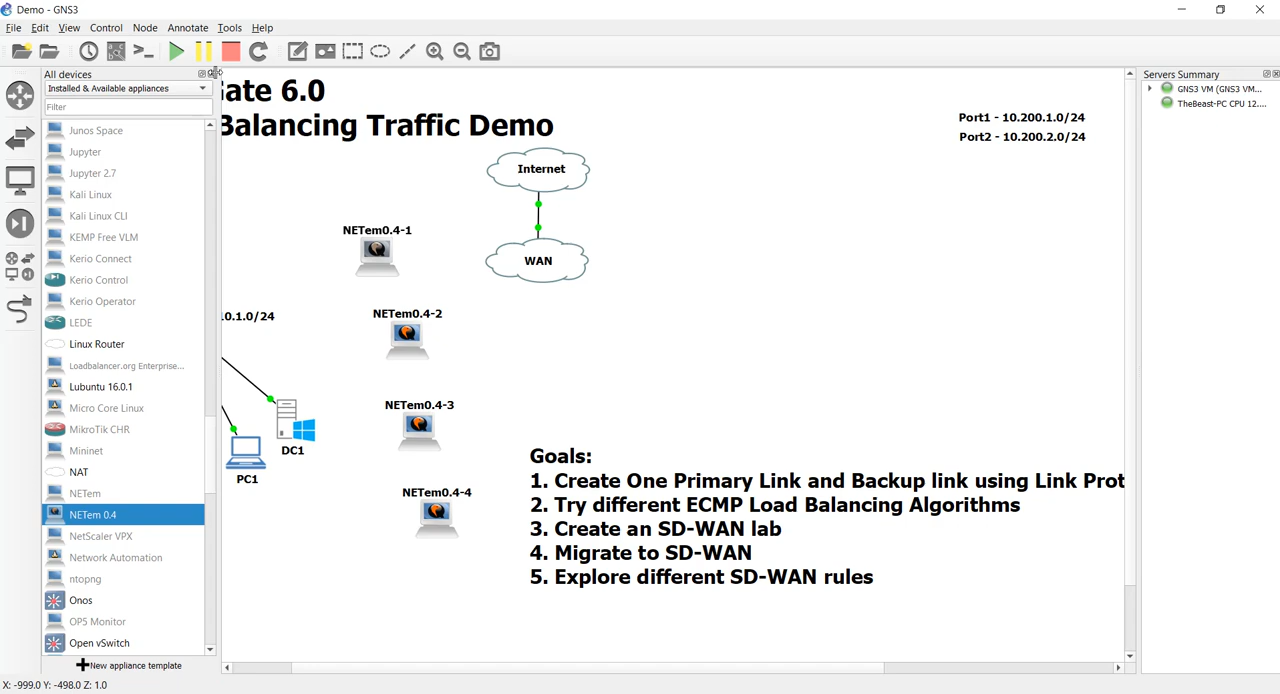 Demo - GNS3
File Edit View Control Node Annotate Tools Help
All devices
Installed & Available appliances
Filter
Junos Space
Jupyter
Jupyter 2.7
Kali Linux
Kali Linux CLI
KEMP Free VLM
Kerio Connect
Kerio Control
Kerio Operator
LEDE
Linux Router
Loadbalancer.org Enterprise...
Lubuntu 16.0.1
Micro Core Linux
MikroTik CHR
Mininet
NAT
NETem
NETem 0.4
NetScaler VPX
Network Automation
ntopng
Onos
OP5 Monitor
Open vSwitch
New appliance template
X: -999.0 Y: -498.0 Z: 1.0
Gate 6.0
Balancing Traffic Demo
Port1 - 10.200.1.0/24
Port2 - 10.200.2.0/24
Internet
WAN
NETem0.4-1
NETem0.4-2
.0.1.0/24
NETem0.4-3
DC1
PC1
NETem0.4-4
Goals:
1. Create One Primary Link and Backup link using Link Prot
2. Try different ECMP Load Balancing Algorithms
3. Create an SD-WAN lab
4. Migrate to SD-WAN
5. Explore different SD-WAN rules
Servers Summary
GNS3 VM (GNS3 VM...
TheBeast-PC CPU 12....